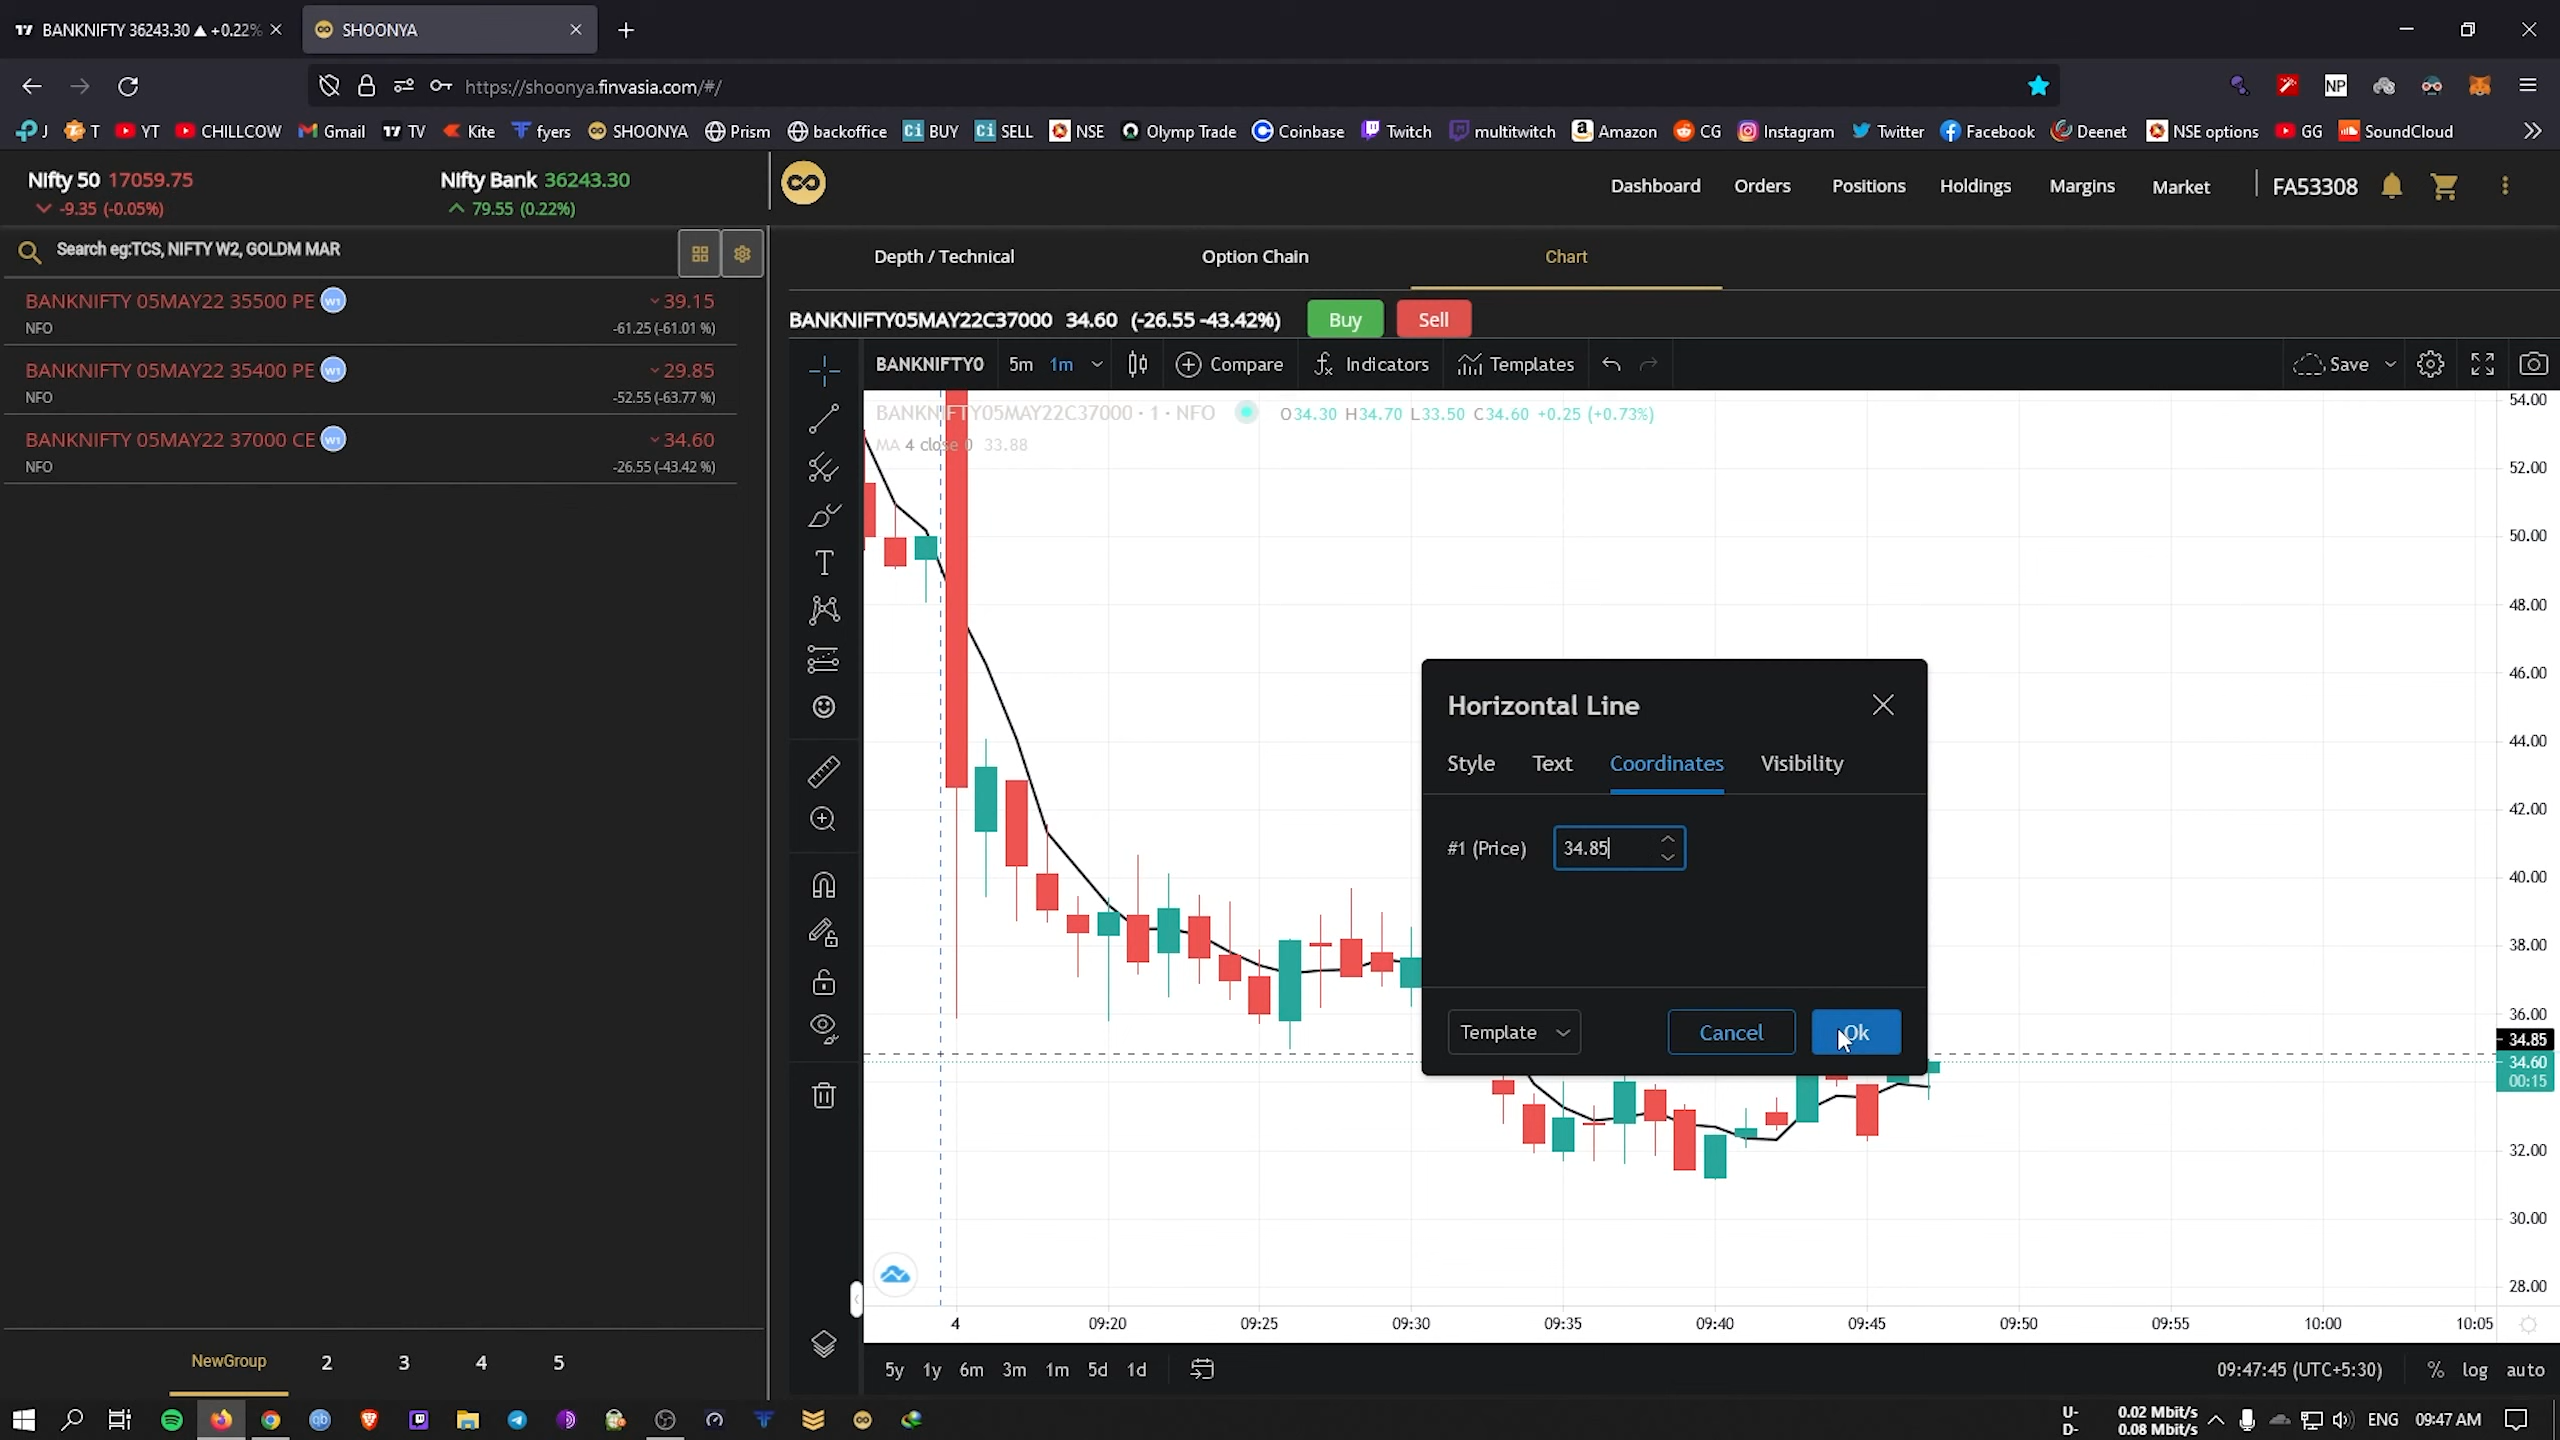 BANKNIFTY 36243.30 ▲ +0.22%
SHOONYA
https://shoonya.finvasia.com/#/
J T YT CHILLCOW Gmail TV Kite fyers SHOONYA Prism backoffice Ci BUY Ci SELL NSE Olymp Trade Coinbase Twitch multitwitch Amazon CG Instagram Twitter Facebook Deenet NSE options GG SoundCloud
NP
Nifty 50 17059.75
-9.35 (-0.05%)
Nifty Bank 36243.30
79.55 (0.22%)
Dashboard Orders Positions Holdings Margins Market FA53308
Search eg:TCS, NIFTY W2, GOLDM MAR
BANKNIFTY 05MAY22 35500 PE W1 39.15
NFO -61.25 (-61.01 %)
BANKNIFTY 05MAY22 35400 PE W1 29.85
NFO -52.55 (-63.77 %)
BANKNIFTY 05MAY22 37000 CE W1 34.60
NFO -26.55 (-43.42 %)
NewGroup 2 3 4 5
Depth / Technical Option Chain Chart
BANKNIFTY05MAY22C37000 34.60 (-26.55 -43.42%) Buy Sell
BANKNIFTY0 5m 1m Compare Indicators Templates Save
BANKNIFTY05MAY22C37000 · 1 · NFO O34.30 H34.70 L33.50 C34.60 +0.25 (+0.73%)
MA 4 close 0 33.88
54.00
52.00
50.00
48.00
46.00
44.00
42.00
40.00
38.00
36.00
34.85
34.60
00:15
32.00
30.00
28.00
Horizontal Line
Style Text Coordinates Visibility
#1 (Price) 34.85
Template Cancel Ok
4 09:20 09:25 09:30 09:35 09:40 09:45 09:50 09:55 10:00 10:05
5y 1y 6m 3m 1m 5d 1d
09:47:45 (UTC+5:30) % log auto
U- 0.02 Mbit/s
D- 0.08 Mbit/s
ENG 09:47 AM